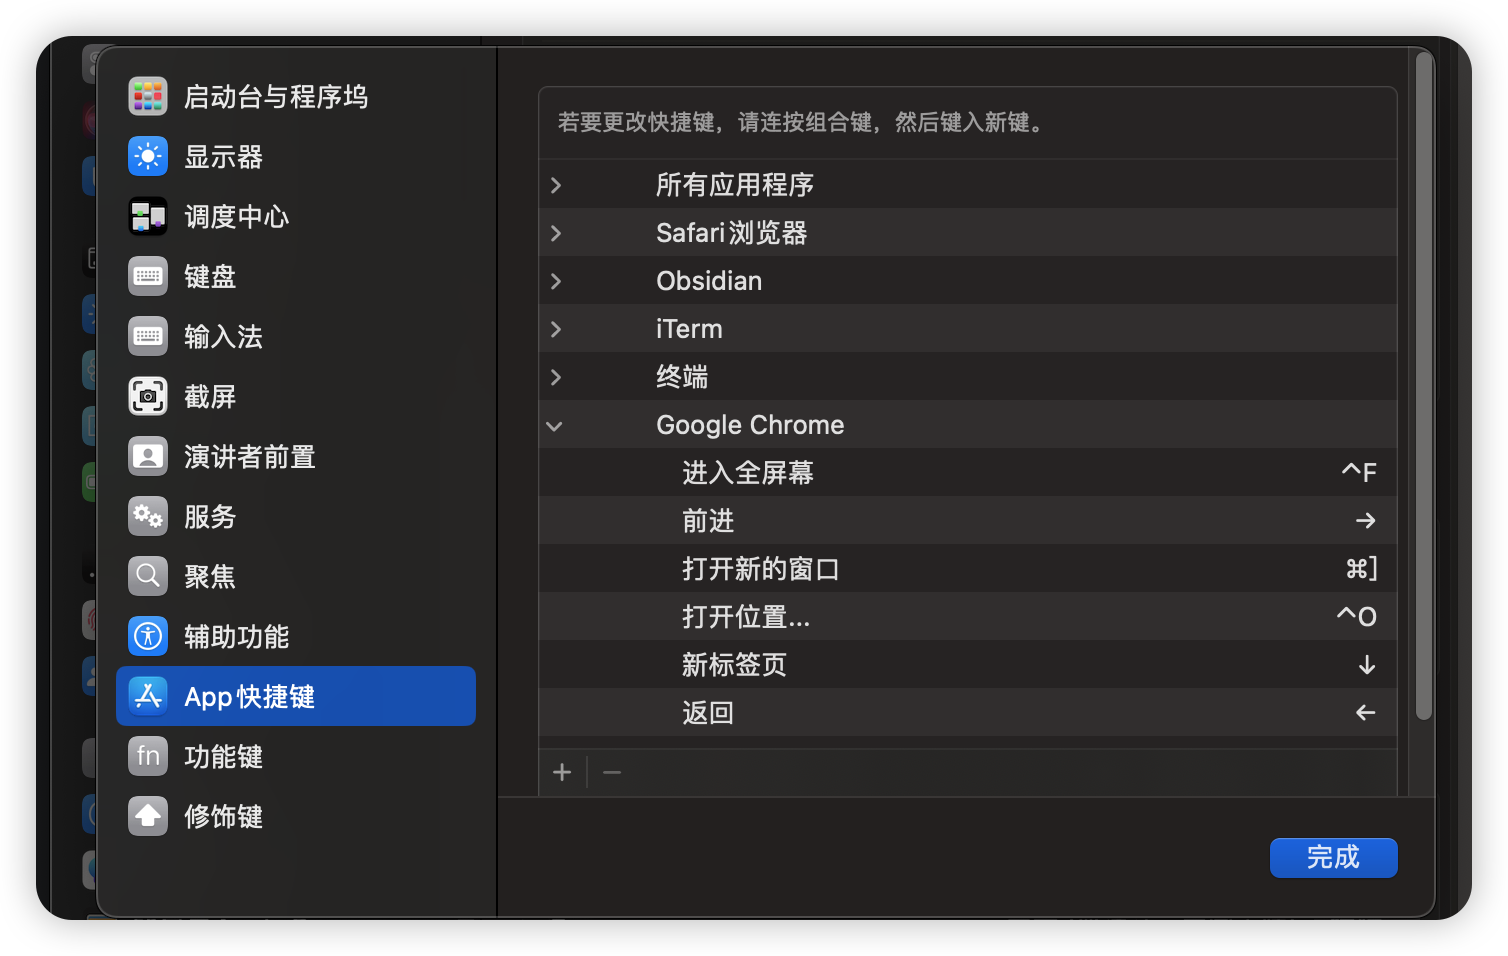 启动台与程序坞
显示器
调度中心
键盘
输入法
截屏
演讲者前置
服务
聚焦
辅助功能
App快捷键
fn 功能键
修饰键
若要更改快捷键，请连按组合键，然后键入新键。
所有应用程序
Safari浏览器
Obsidian
iTerm
终端
Google Chrome
进入全屏幕 ^F
前进 →
打开新的窗口 ⌘]
打开位置... ^O
新标签页 ↓
返回 ←
+ −
完成